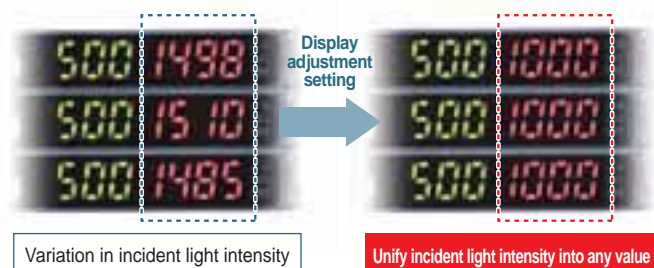 500 1498
500 1510
500 1485
Display
adjustment
setting
500 1000
500 1000
500 1000
Variation in incident light intensity
Unify incident light intensity into any value